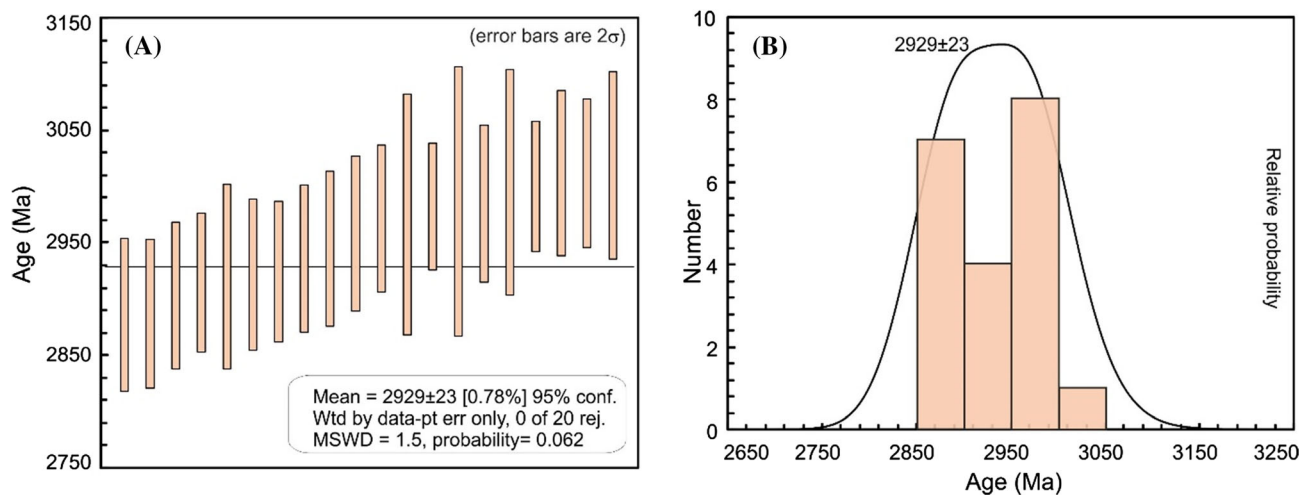 (A)
(error bars are 2σ)
3150
3050
2950
2850
2750
Age (Ma)
Mean = 2929±23 [0.78%] 95% conf.
Wtd by data-pt err only, 0 of 20 rej.
MSWD = 1.5, probability= 0.062
(B)
2929±23
10
8
6
4
2
0
Number
Relative probability
2650 2750 2850 2950 3050 3150 3250
Age (Ma)